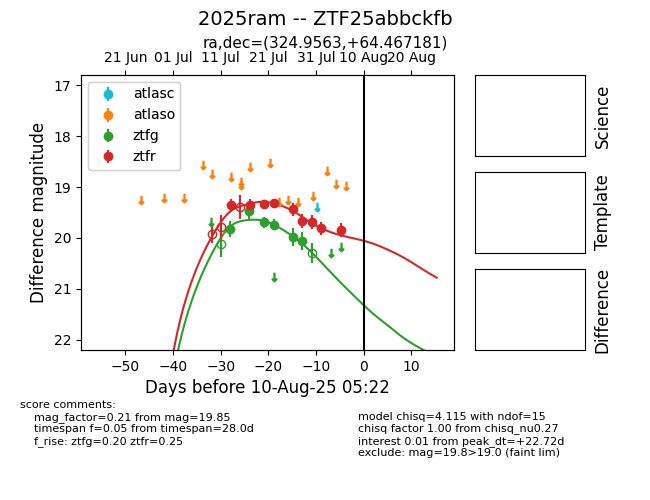 2025ram -- ZTF25abbckfb
ra,dec=(324.9563,+64.467181)
21 Jun 01 Jul 11 Jul 21 Jul 31 Jul 10 Aug 20 Aug
atlasc
atlaso
ztfg
ztfr
17
18
19
20
21
22
Difference magnitude
−50 −40 −30 −20 −10 0 10
Days before 10-Aug-25 05:22
Science
Template
Difference
score comments:
mag_factor=0.21 from mag=19.85
timespan f=0.05 from timespan=28.0d
f_rise: ztfg=0.20 ztfr=0.25
model chisq=4.115 with ndof=15
chisq factor 1.00 from chisq_nu0.27
interest 0.01 from peak_dt=+22.72d
exclude: mag=19.8>19.0 (faint lim)